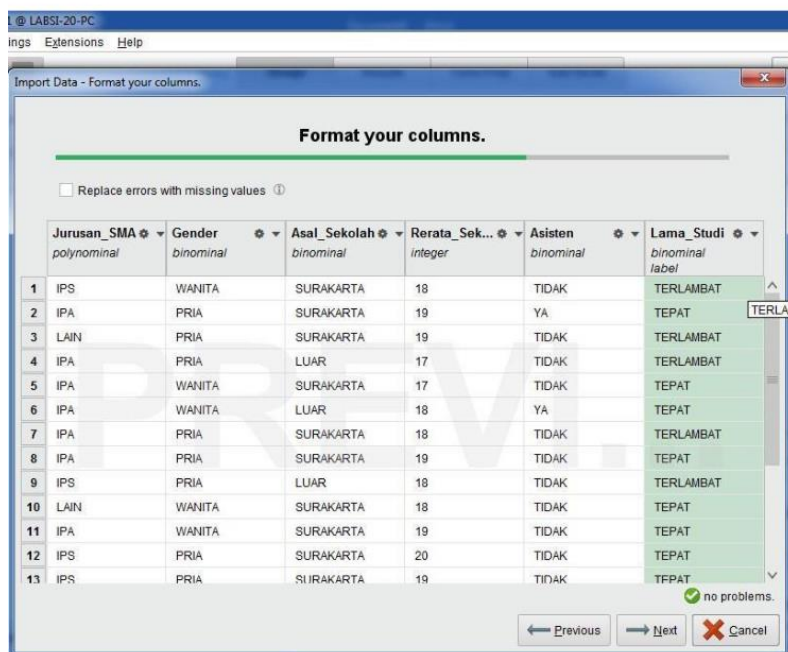 1 @ LABSI-20-PC
ings Extensions Help
Import Data - Format your columns.
Format your columns.
Replace errors with missing values
Jurusan_SMA Gender Asal_Sekolah Rerata_Sek... Asisten Lama_Studi
polynominal binominal binominal integer binominal binominal
label
1 IPS WANITA SURAKARTA 18 TIDAK TERLAMBAT
2 IPA PRIA SURAKARTA 19 YA TEPAT TERLA
3 LAIN PRIA SURAKARTA 19 TIDAK TERLAMBAT
4 IPA PRIA LUAR 17 TIDAK TERLAMBAT
5 IPA WANITA SURAKARTA 17 TIDAK TEPAT
6 IPA WANITA LUAR 18 YA TEPAT
7 IPA PRIA SURAKARTA 18 TIDAK TERLAMBAT
8 IPA PRIA SURAKARTA 19 TIDAK TEPAT
9 IPS PRIA LUAR 18 TIDAK TERLAMBAT
10 LAIN WANITA SURAKARTA 18 TIDAK TEPAT
11 IPA WANITA SURAKARTA 19 TIDAK TEPAT
12 IPS PRIA SURAKARTA 20 TIDAK TEPAT
13 IPS PRIA SURAKARTA 19 TIDAK TEPAT
PREVI...
no problems.
Previous Next Cancel